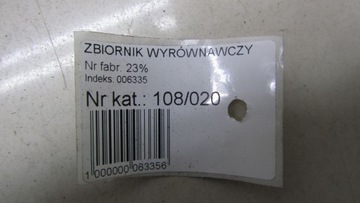 ZBIORNIK WYRÓWNAWCZY
Nr fabr. 23%
Indeks. 006335
Nr kat.: 108/020
1 000000 063356